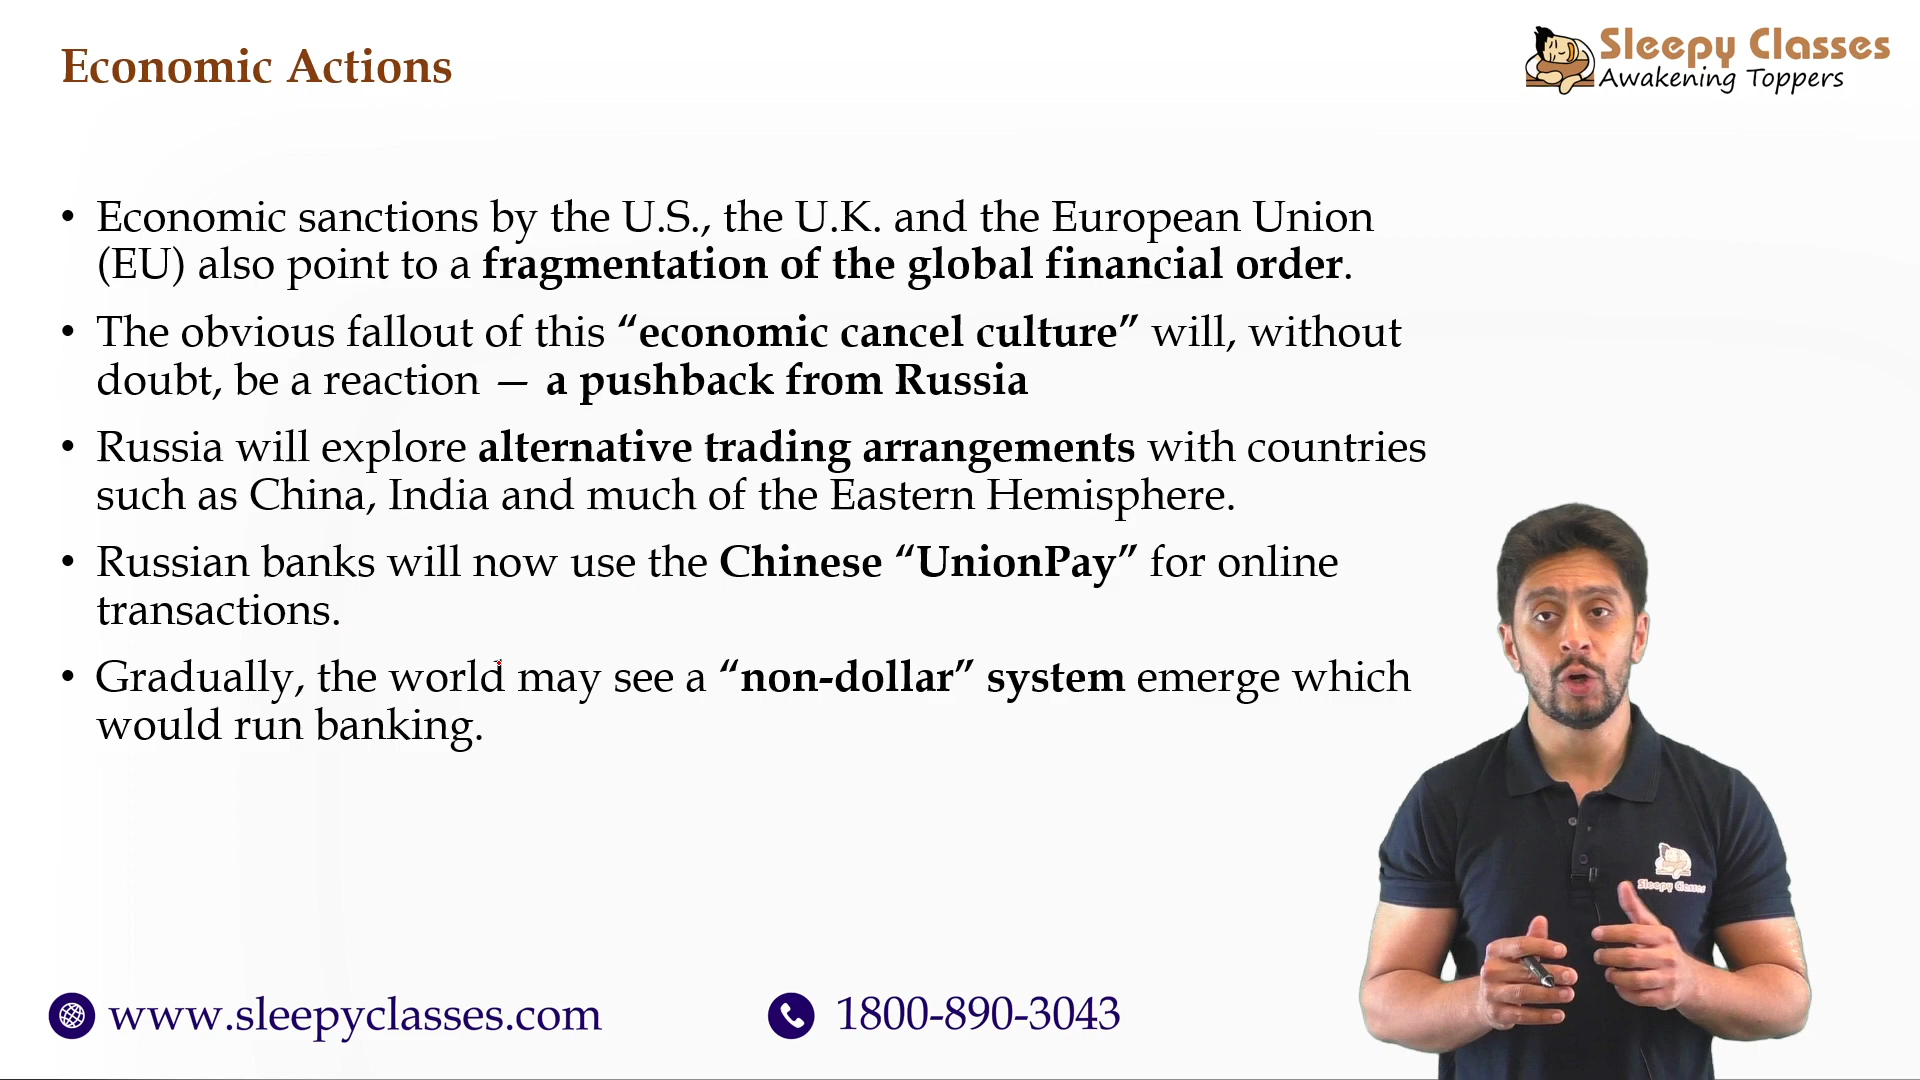 Economic Actions
Sleepy Classes
Awakening Toppers
• Economic sanctions by the U.S., the U.K. and the European Union
(EU) also point to a fragmentation of the global financial order.
• The obvious fallout of this “economic cancel culture” will, without
doubt, be a reaction — a pushback from Russia
• Russia will explore alternative trading arrangements with countries
such as China, India and much of the Eastern Hemisphere.
• Russian banks will now use the Chinese “UnionPay” for online
transactions.
• Gradually, the world may see a “non-dollar” system emerge which
would run banking.
Sleepy Classes
www.sleepyclasses.com
1800-890-3043